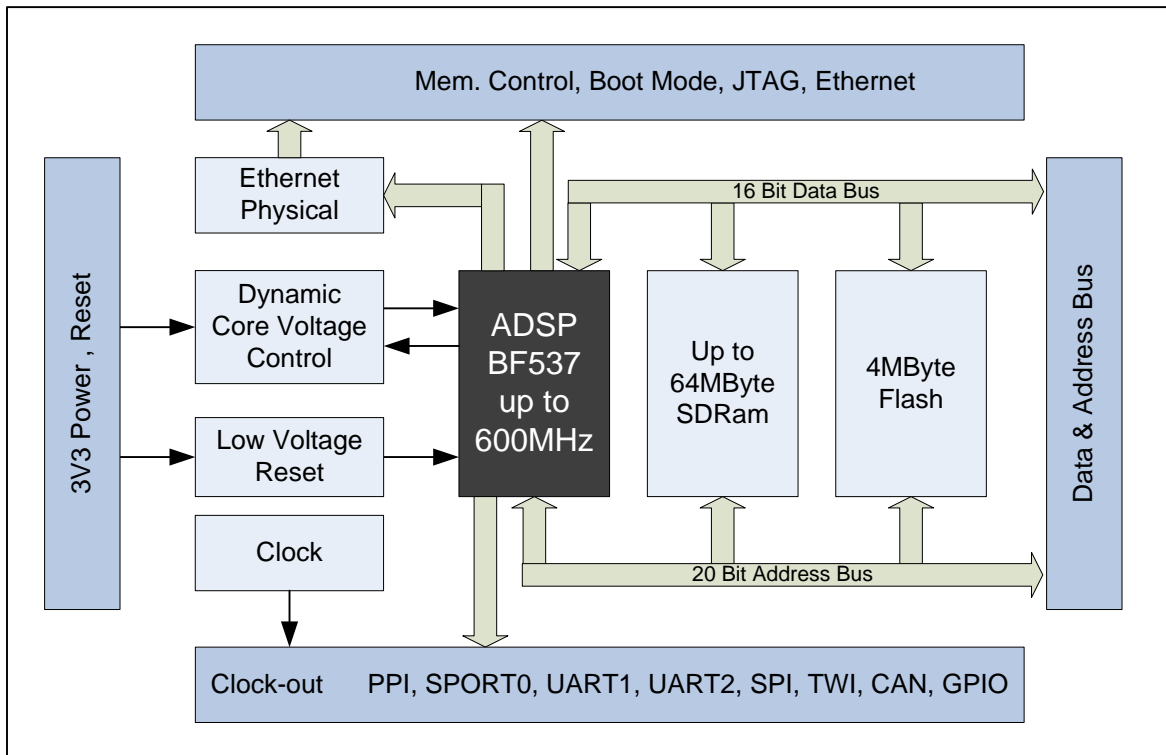 Mem. Control, Boot Mode, JTAG, Ethernet
Ethernet
Physical
16 Bit Data Bus
3V3 Power , Reset
Dynamic
Core Voltage
Control
ADSP
BF537
up to
600MHz
Up to
64MByte
SDRam
4MByte
Flash
Data & Address Bus
Low Voltage
Reset
Clock
20 Bit Address Bus
Clock-out PPI, SPORT0, UART1, UART2, SPI, TWI, CAN, GPIO